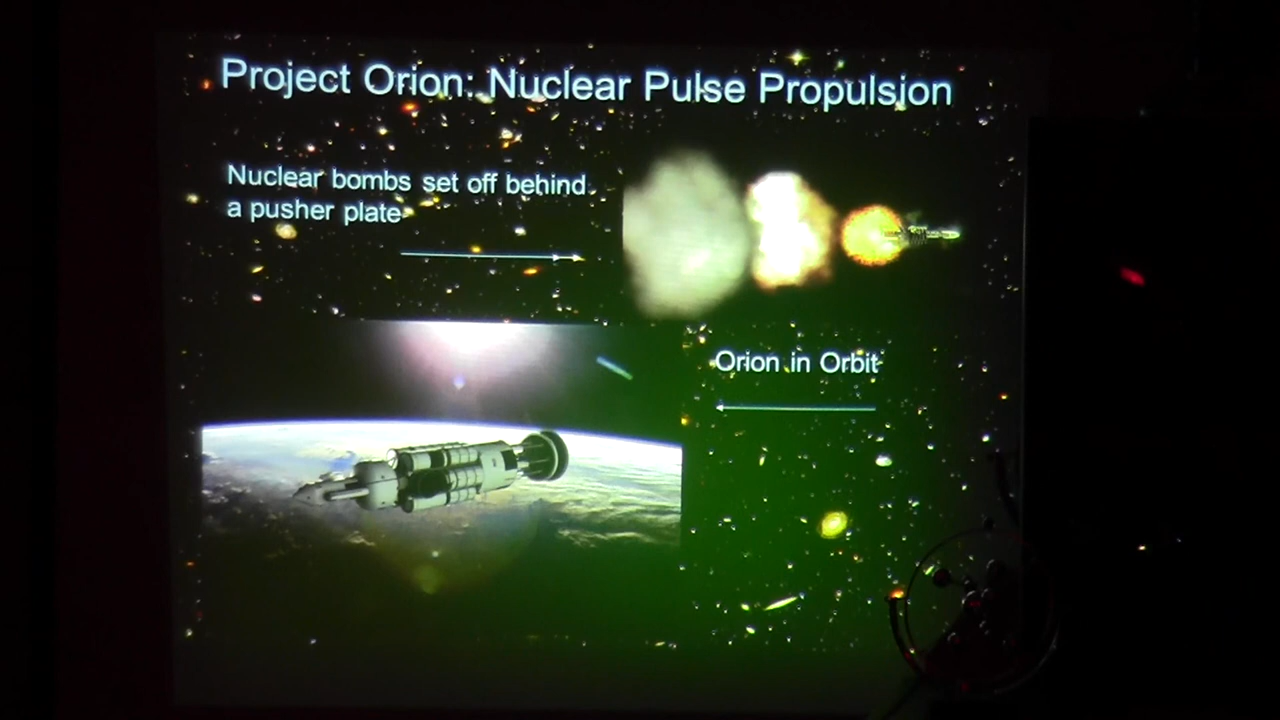 Project Orion: Nuclear Pulse Propulsion
Nuclear bombs set off behind
a pusher plate
Orion in Orbit